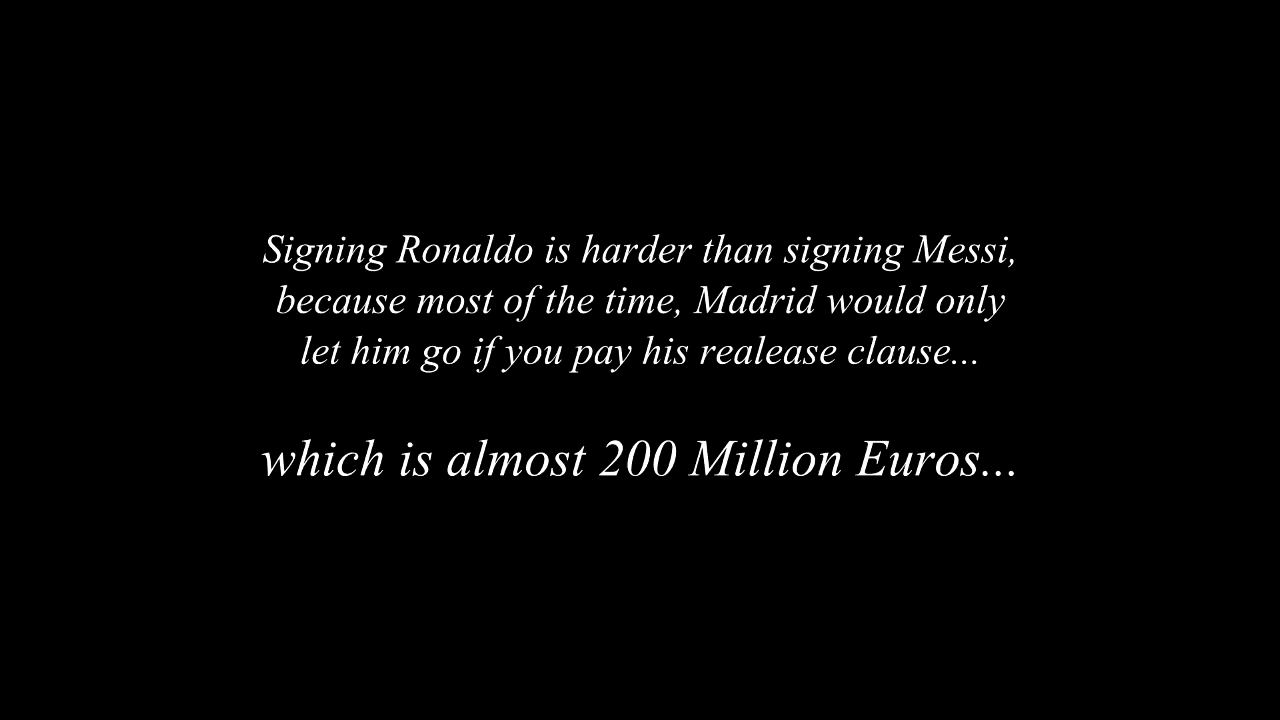 Signing Ronaldo is harder than signing Messi,
because most of the time, Madrid would only
let him go if you pay his realease clause...
which is almost 200 Million Euros...